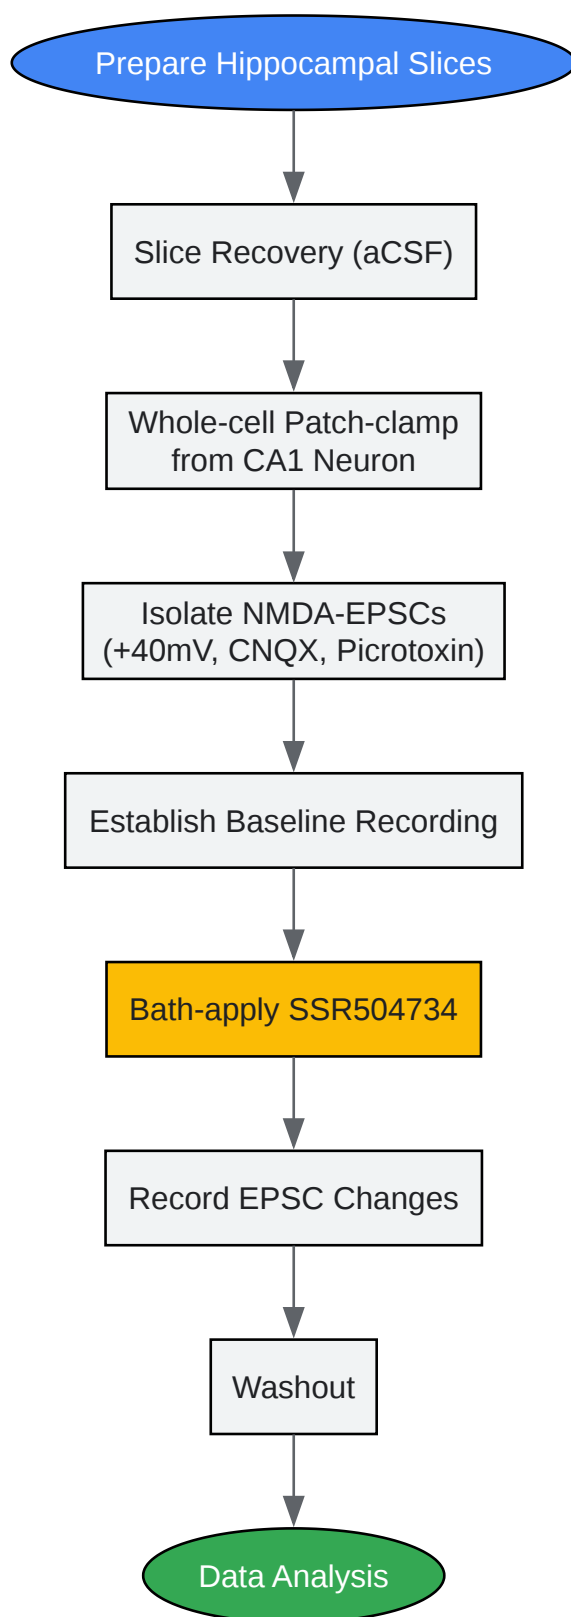 Prepare Hippocampal Slices
Slice Recovery (aCSF)
Whole-cell Patch-clamp
from CA1 Neuron
Isolate NMDA-EPSCs
(+40mV, CNQX, Picrotoxin)
Establish Baseline Recording
Bath-apply SSR504734
Record EPSC Changes
Washout
Data Analysis